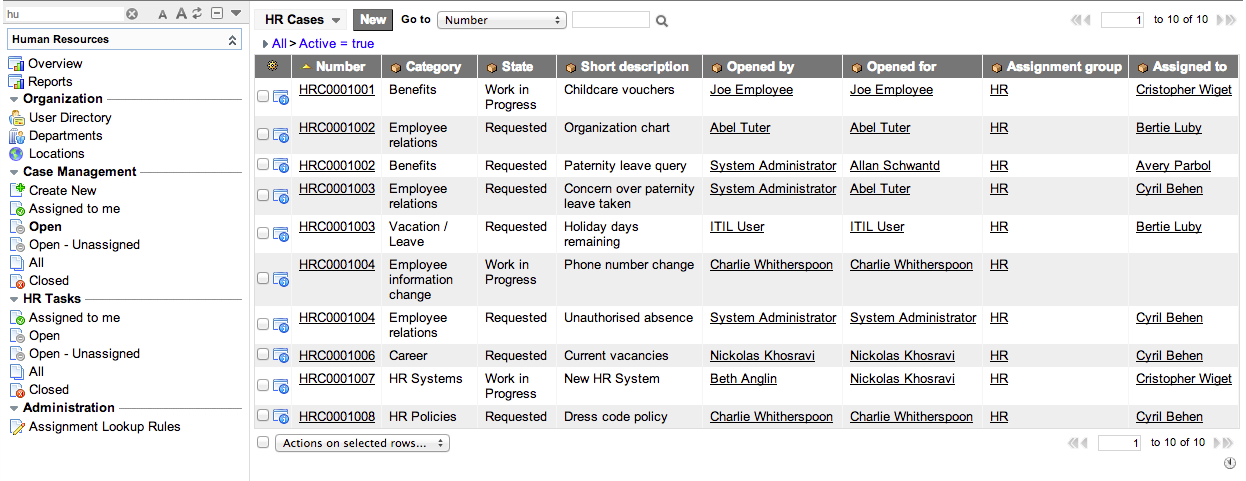 hu
A A
Human Resources
Overview
Reports
Organization
User Directory
Departments
Locations
Case Management
Create New
Assigned to me
Open
Open - Unassigned
All
Closed
HR Tasks
Assigned to me
Open
Open - Unassigned
All
Closed
Administration
Assignment Lookup Rules
HR Cases New Go to Number 1 to 10 of 10
All > Active = true
Number Category State Short description Opened by Opened for Assignment group Assigned to
HRC0001001 Benefits Work in Childcare vouchers Joe Employee Joe Employee HR Cristopher Wiget
Progress
HRC0001002 Employee Requested Organization chart Abel Tuter Abel Tuter HR Bertie Luby
relations
HRC0001002 Benefits Requested Paternity leave query System Administrator Allan Schwantd HR Avery Parbol
HRC0001003 Employee Requested Concern over paternity System Administrator Abel Tuter HR Cyril Behen
relations leave taken
HRC0001003 Vacation / Requested Holiday days ITIL User ITIL User HR Bertie Luby
Leave remaining
HRC0001004 Employee Work in Phone number change Charlie Whitherspoon Charlie Whitherspoon HR
information Progress
change
HRC0001004 Employee Requested Unauthorised absence System Administrator System Administrator HR Cyril Behen
relations
HRC0001006 Career Requested Current vacancies Nickolas Khosravi Nickolas Khosravi HR Cyril Behen
HRC0001007 HR Systems Work in New HR System Beth Anglin Nickolas Khosravi HR Cristopher Wiget
Progress
HRC0001008 HR Policies Requested Dress code policy Charlie Whitherspoon Charlie Whitherspoon HR Cyril Behen
Actions on selected rows... 1 to 10 of 10